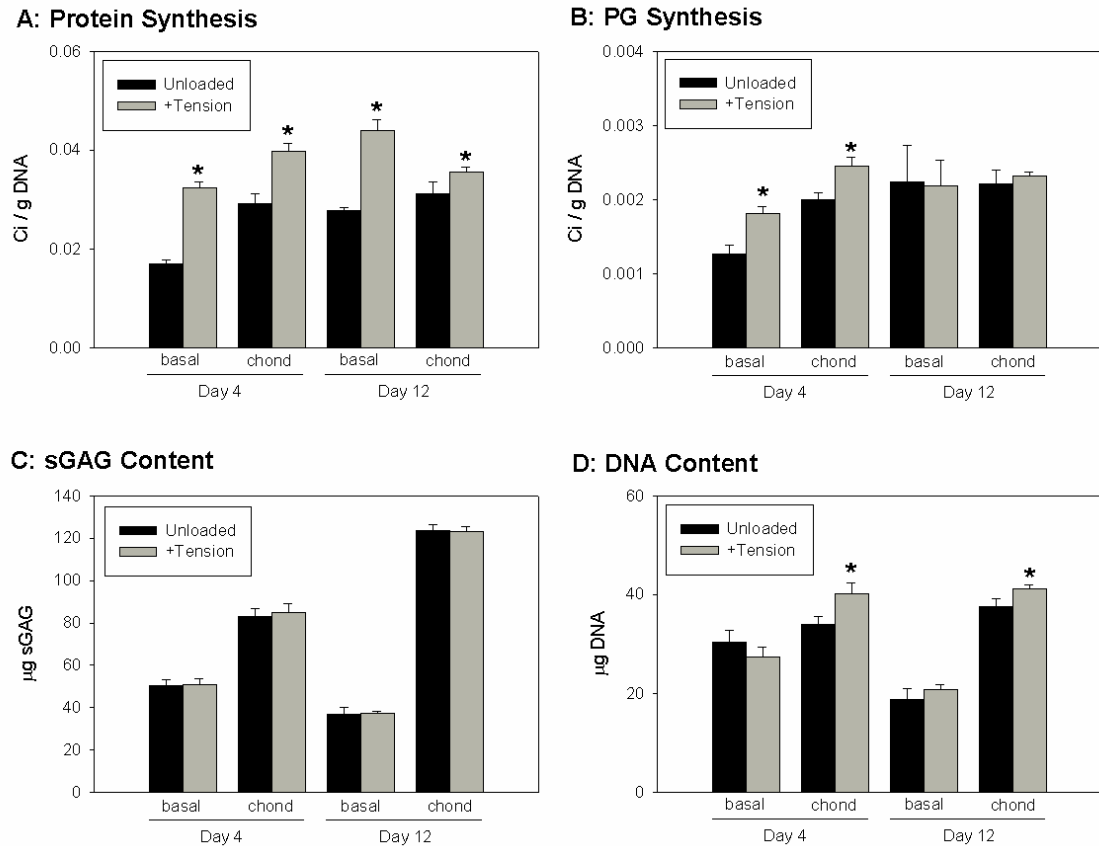 A: Protein Synthesis
0.06
0.04
0.02
0.00
Ci / g DNA
Unloaded
+Tension
*
*
*
*
basal chond basal chond
Day 4 Day 12
B: PG Synthesis
0.004
0.003
0.002
0.001
0.000
Ci / g DNA
Unloaded
+Tension
*
*
basal chond basal chond
Day 4 Day 12
C: sGAG Content
140
120
100
80
60
40
20
0
µg sGAG
Unloaded
+Tension
basal chond basal chond
Day 4 Day 12
D: DNA Content
60
40
20
0
µg DNA
Unloaded
+Tension
*
*
basal chond basal chond
Day 4 Day 12